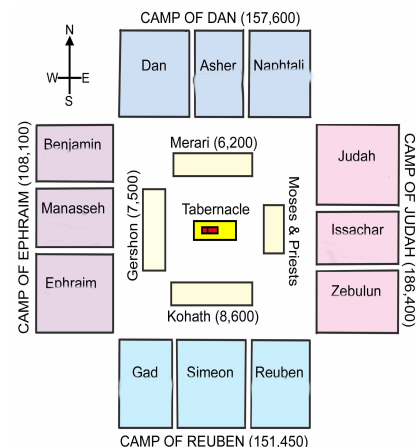 CAMP OF DAN (157,600)
N
W E
S
Dan
Asher
Naphtali
CAMP OF EPHRAIM (108,100)
Benjamin
Manasseh
Ephraim
Merari (6,200)
Gershon (7,500)
Tabernacle
Moses & Priests
Kohath (8,600)
Judah
Issachar
Zebulun
CAMP OF JUDAH (186,400)
Gad
Simeon
Reuben
CAMP OF REUBEN (151,450)